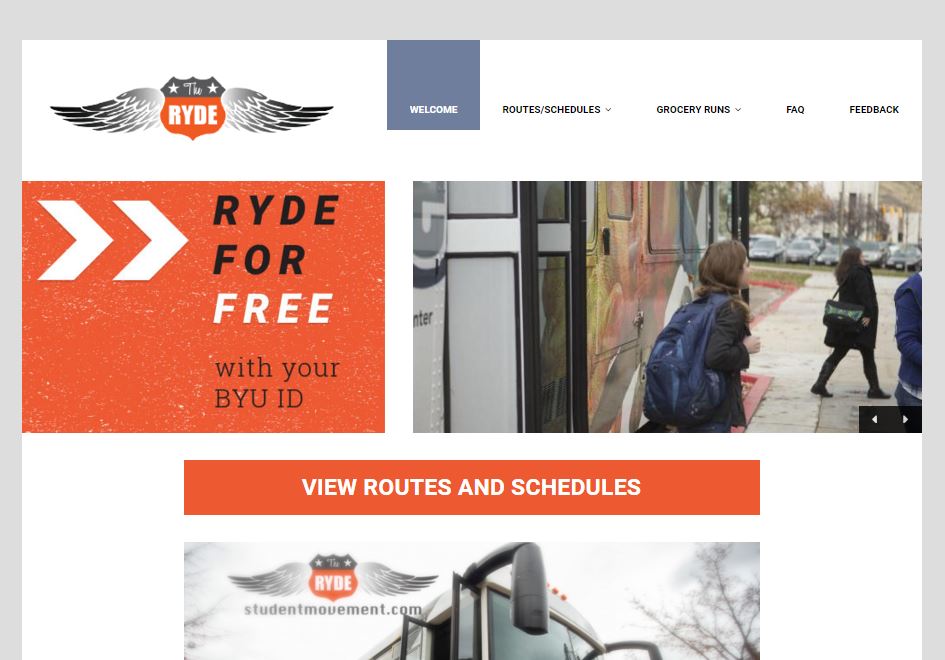 The
RYDE
WELCOME
ROUTES/SCHEDULES
GROCERY RUNS
FAQ
FEEDBACK
RYDE
FOR
FREE
with your
BYU ID
nter
VIEW ROUTES AND SCHEDULES
The
RYDE
studentmovement.com